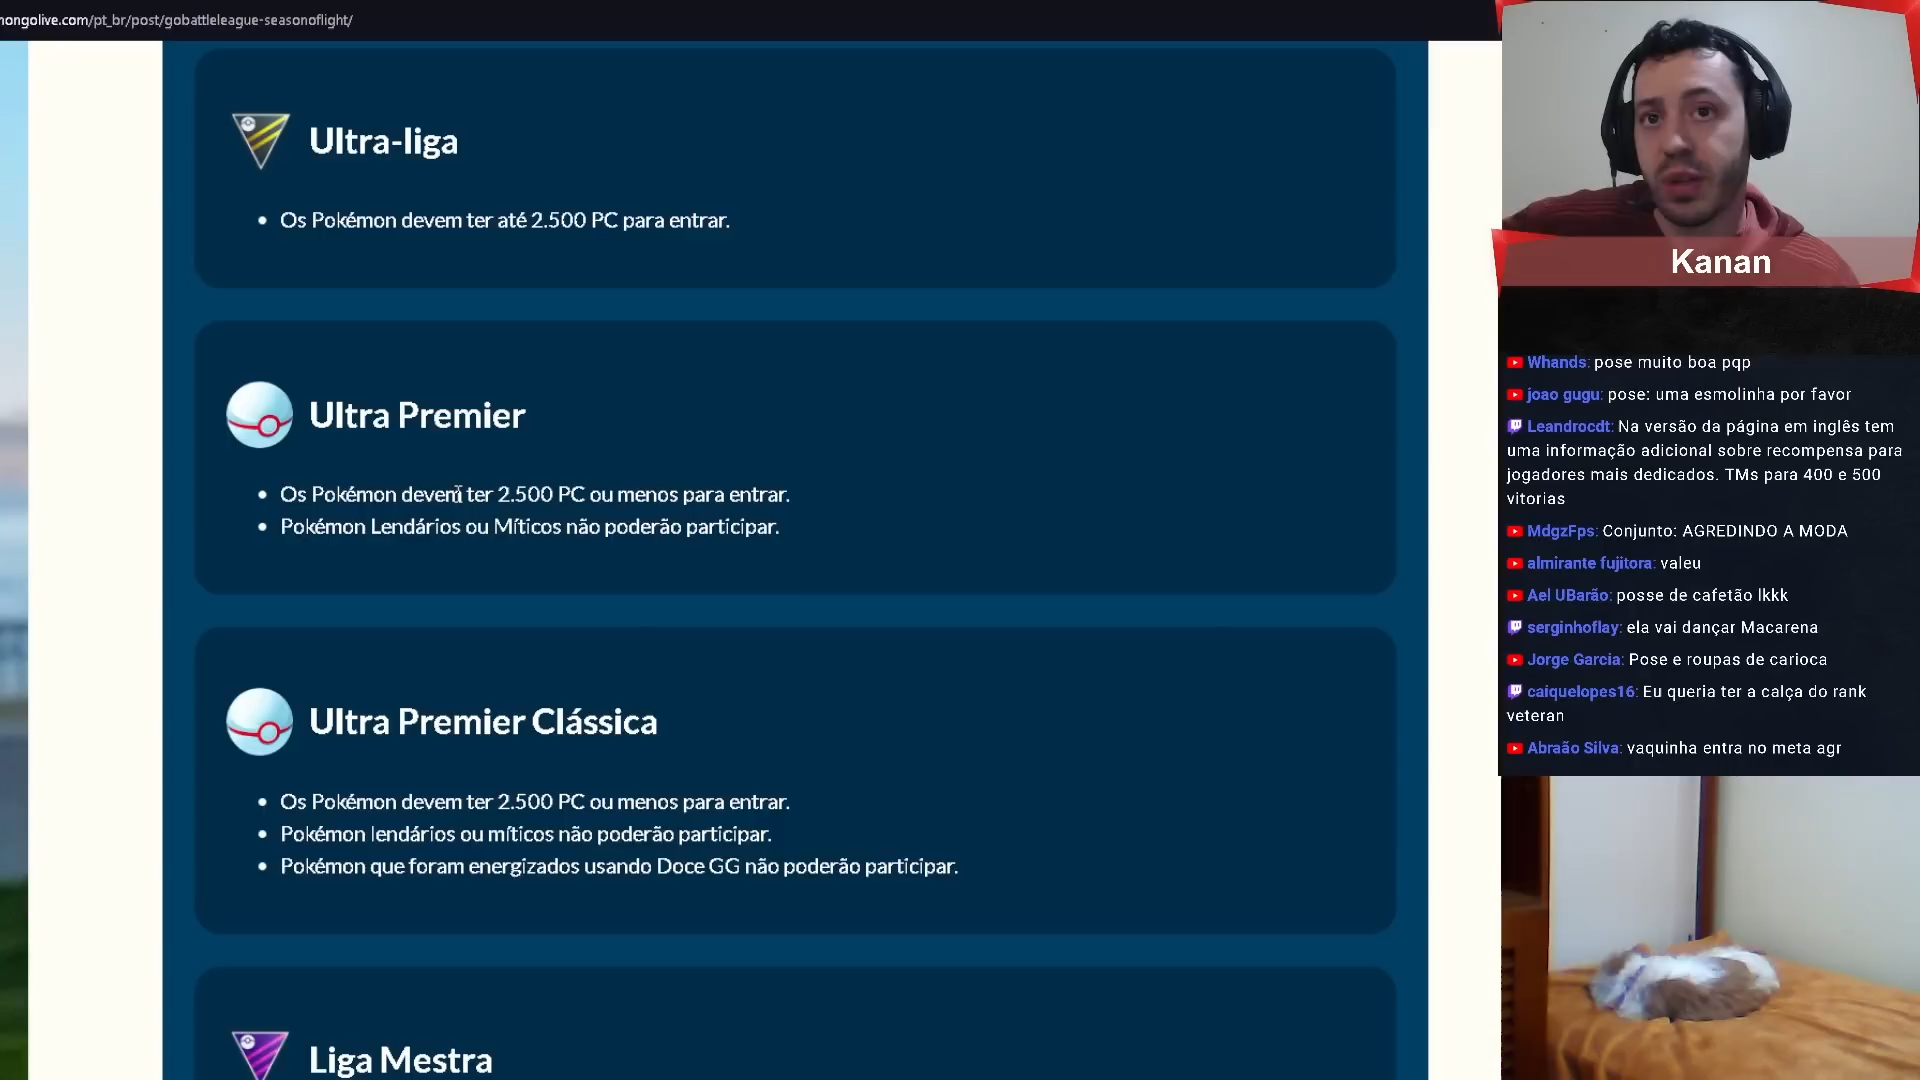 nongolive.com/pt_br/post/gobattleleague-seasonoflight/
Ultra-liga
• Os Pokémon devem ter até 2.500 PC para entrar.
Ultra Premier
• Os Pokémon devem ter 2.500 PC ou menos para entrar.
• Pokémon Lendários ou Míticos não poderão participar.
Ultra Premier Clássica
• Os Pokémon devem ter 2.500 PC ou menos para entrar.
• Pokémon lendários ou míticos não poderão participar.
• Pokémon que foram energizados usando Doce GG não poderão participar.
Liga Mestra
Kanan
Whands: pose muito boa pqp
joao gugu: pose: uma esmolinha por favor
Leandrocdt: Na versão da página em inglês tem
uma informação adicional sobre recompensa para
jogadores mais dedicados. TMs para 400 e 500
vitorias
MdgzFps: Conjunto: AGREDINDO A MODA
almirante fujitora: valeu
Ael UBarão: posse de cafetão lkkk
serginhoflay: ela vai dançar Macarena
Jorge Garcia: Pose e roupas de carioca
caiquelopes16: Eu queria ter a calça do rank
veteran
Abraão Silva: vaquinha entra no meta agr